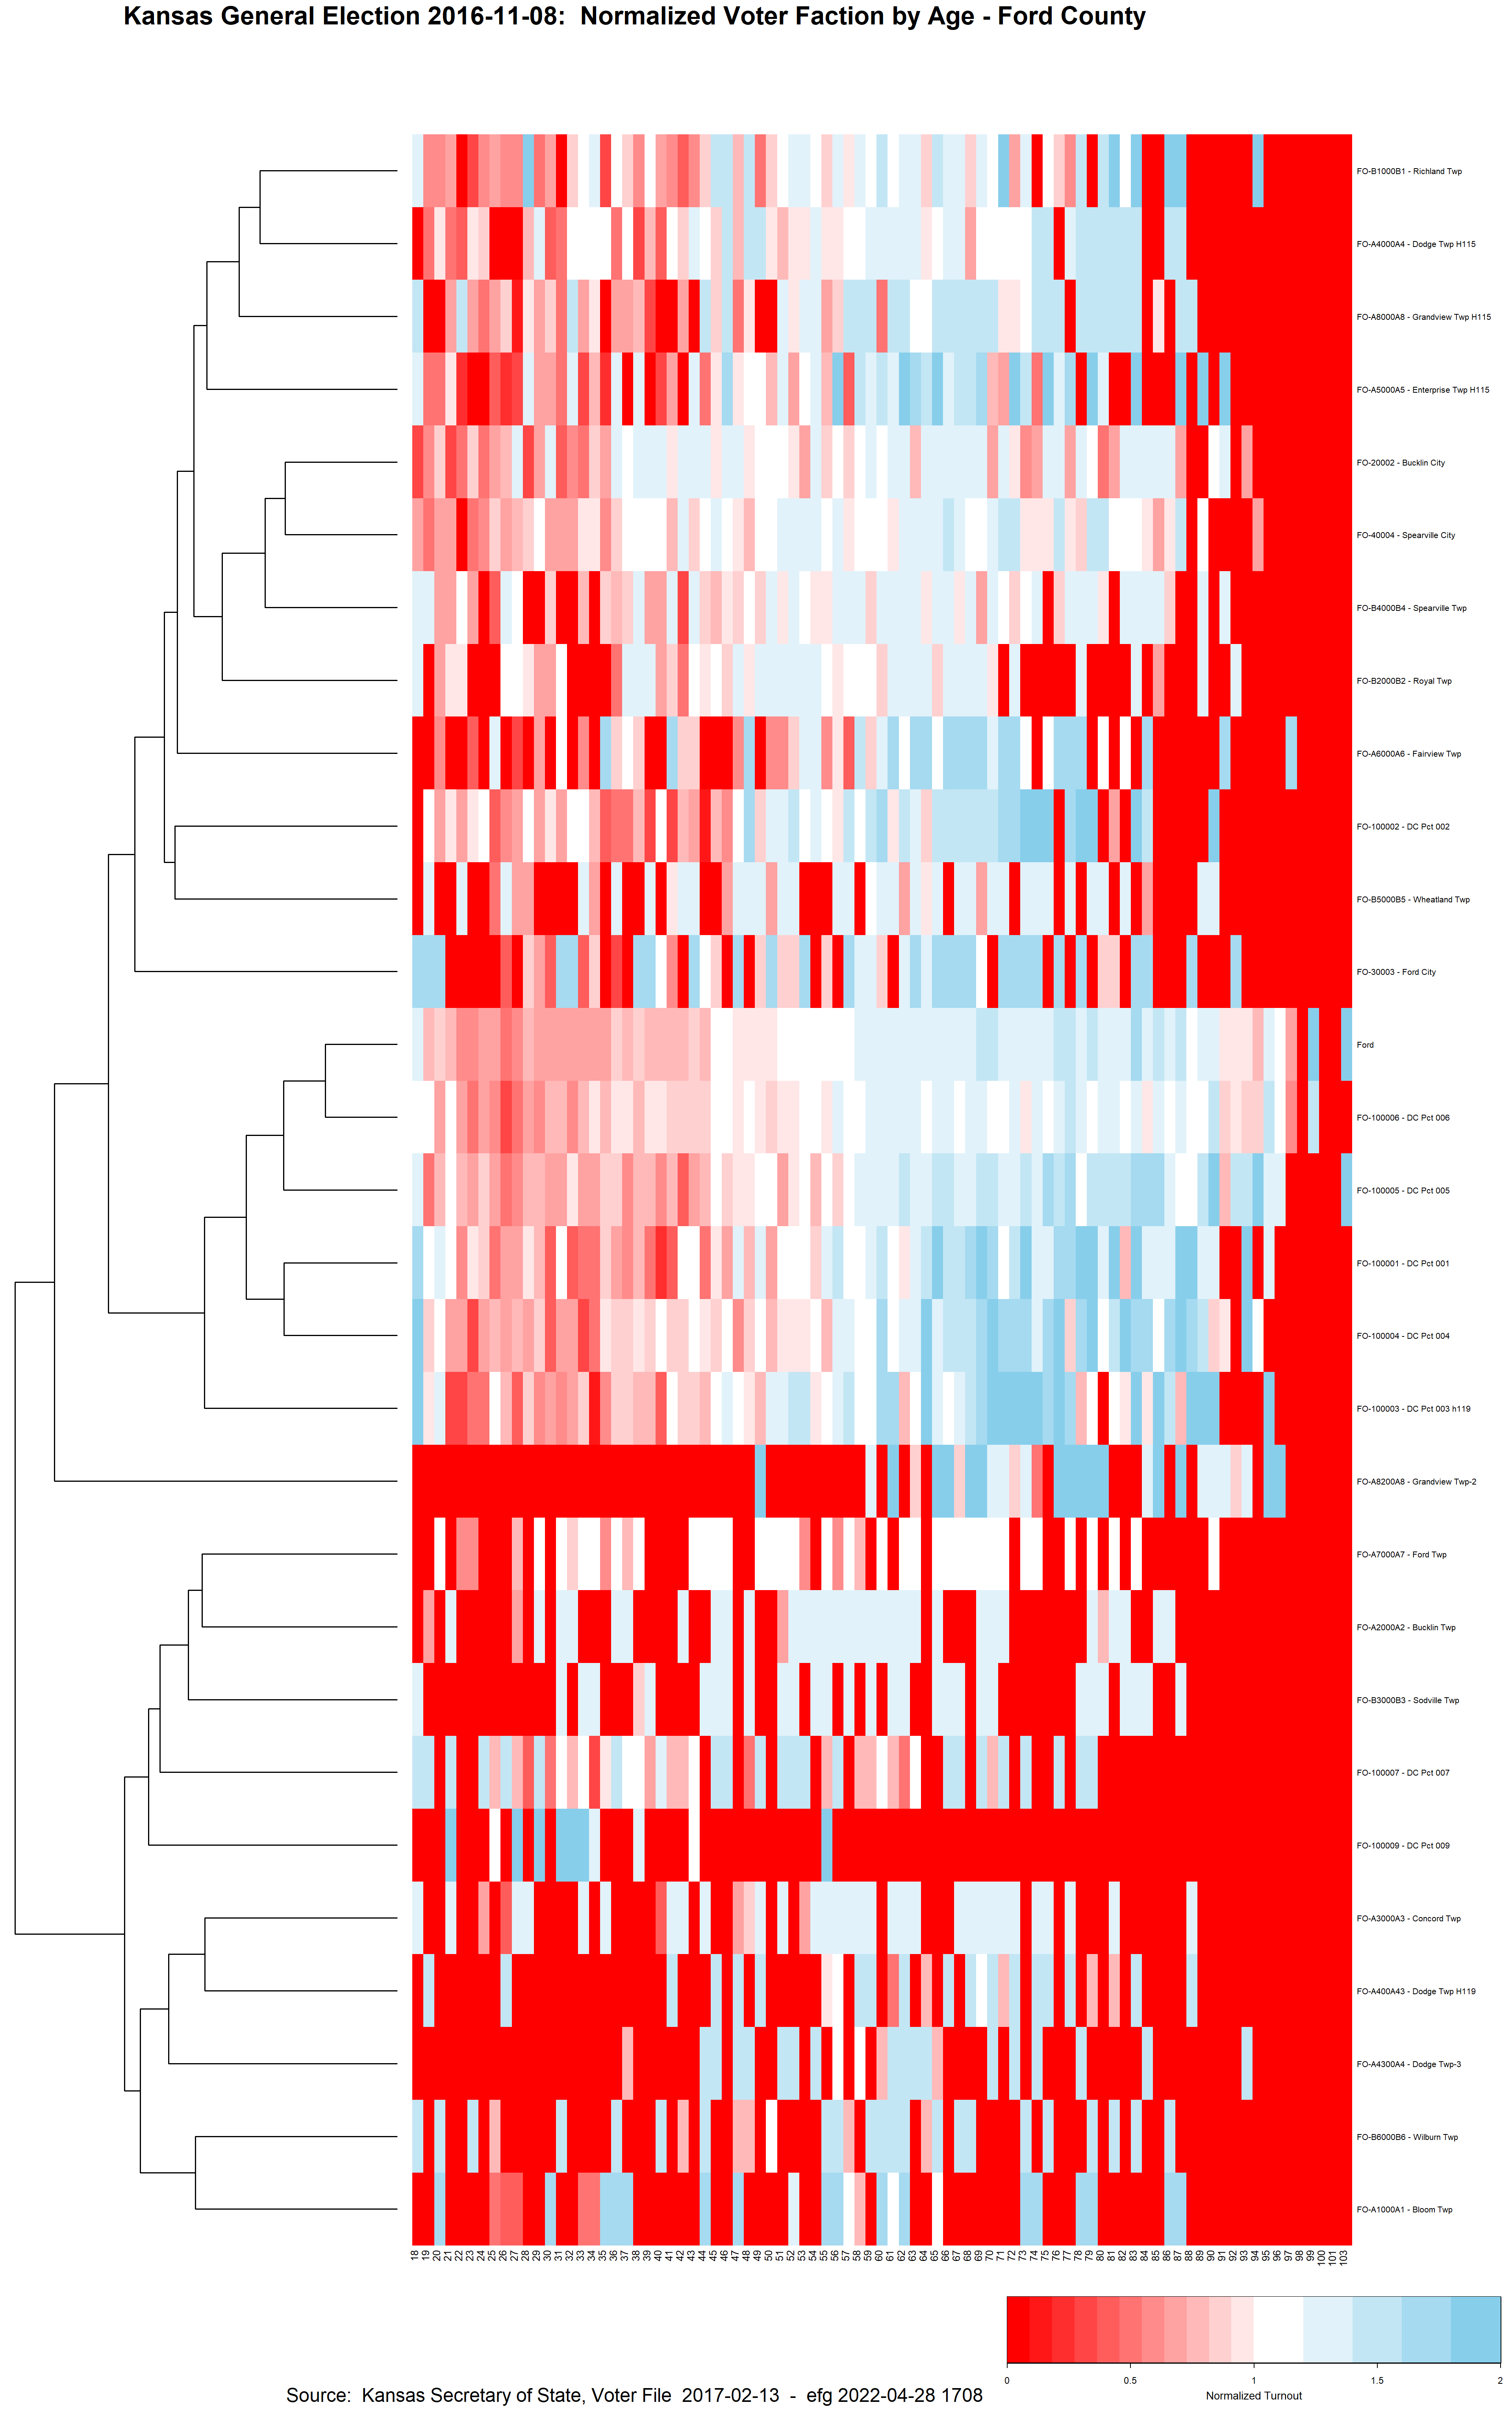 Kansas General Election 2016-11-08:  Normalized Voter Faction by Age - Ford County
FO-B1000B1 - Richland Twp
FO-A4000A4 - Dodge Twp H115
FO-A8000A8 - Grandview Twp H115
FO-A5000A5 - Enterprise Twp H115
FO-20002 - Bucklin City
FO-40004 - Spearville City
FO-B4000B4 - Spearville Twp
FO-B2000B2 - Royal Twp
FO-A6000A6 - Fairview Twp
FO-100002 - DC Pct 002
FO-B5000B5 - Wheatland Twp
FO-30003 - Ford City
Ford
FO-100006 - DC Pct 006
FO-100005 - DC Pct 005
FO-100001 - DC Pct 001
FO-100004 - DC Pct 004
FO-100003 - DC Pct 003 h119
FO-A8200A8 - Grandview Twp-2
FO-A7000A7 - Ford Twp
FO-A2000A2 - Bucklin Twp
FO-B3000B3 - Sodville Twp
FO-100007 - DC Pct 007
FO-100009 - DC Pct 009
FO-A3000A3 - Concord Twp
FO-A400A43 - Dodge Twp H119
FO-A4300A4 - Dodge Twp-3
FO-B6000B6 - Wilburn Twp
FO-A1000A1 - Bloom Twp
18 19 20 21 22 23 24 25 26 27 28 29 30 31 32 33 34 35 36 37 38 39 40 41 42 43 44 45 46 47 48 49 50 51 52 53 54 55 56 57 58 59 60 61 62 63 64 65 66 67 68 69 70 71 72 73 74 75 76 77 78 79 80 81 82 83 84 85 86 87 88 89 90 91 92 93 94 95 96 97 98 99 100 101 103
0 0.5 1 1.5 2
Normalized Turnout
Source:  Kansas Secretary of State, Voter File  2017-02-13  -  efg 2022-04-28 1708